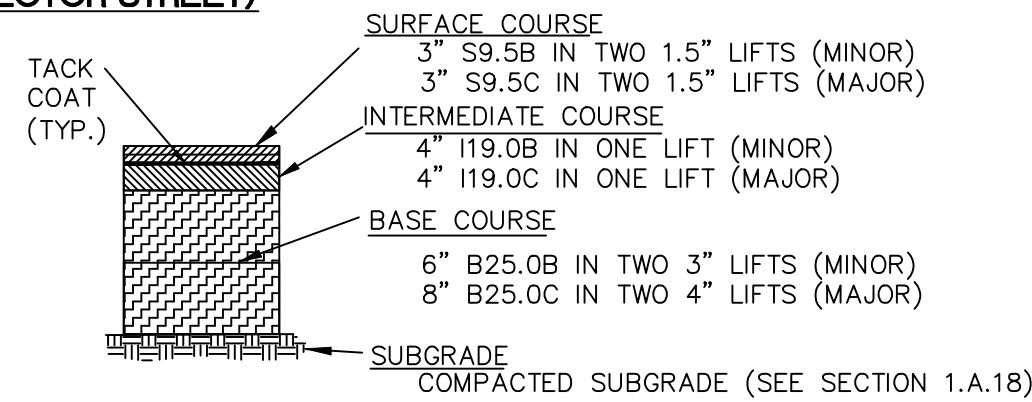 SURFACE COURSE
3” S9.5B IN TWO 1.5” LIFTS (MINOR)
3” S9.5C IN TWO 1.5” LIFTS (MAJOR)
TACK
COAT
(TYP.)
INTERMEDIATE COURSE
4” I19.0B IN ONE LIFT (MINOR)
4” I19.0C IN ONE LIFT (MAJOR)
BASE COURSE
6” B25.0B IN TWO 3” LIFTS (MINOR)
8” B25.0C IN TWO 4” LIFTS (MAJOR)
SUBGRADE
COMPACTED SUBGRADE (SEE SECTION 1.A.18)